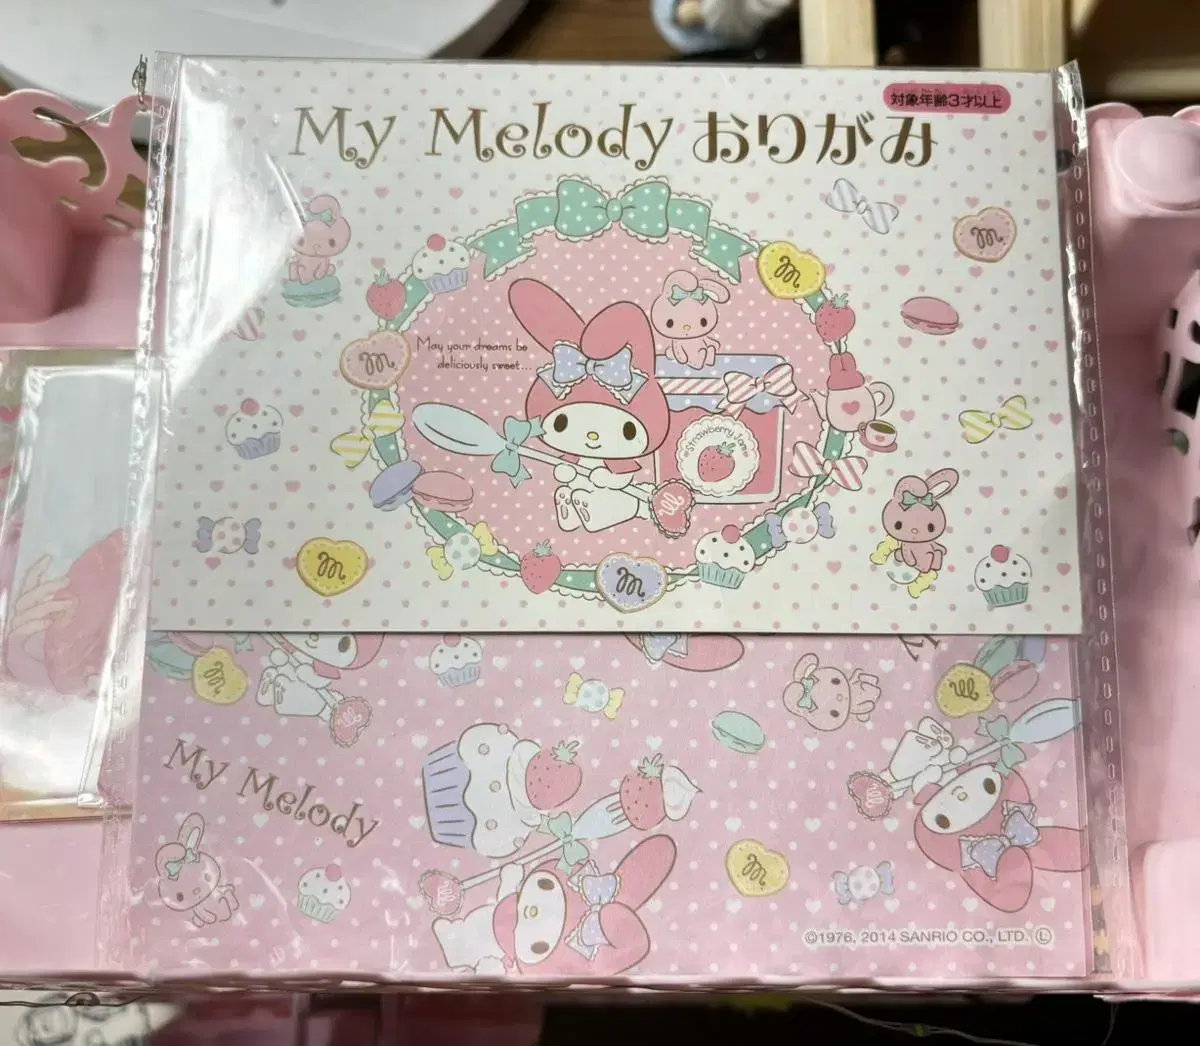 対象年齢3才以上
My Melody おりがみ
May your dreams be
deliciously sweet...
Strawberry Jam
My Melody
©1976, 2014 SANRIO CO., LTD. Ⓛ